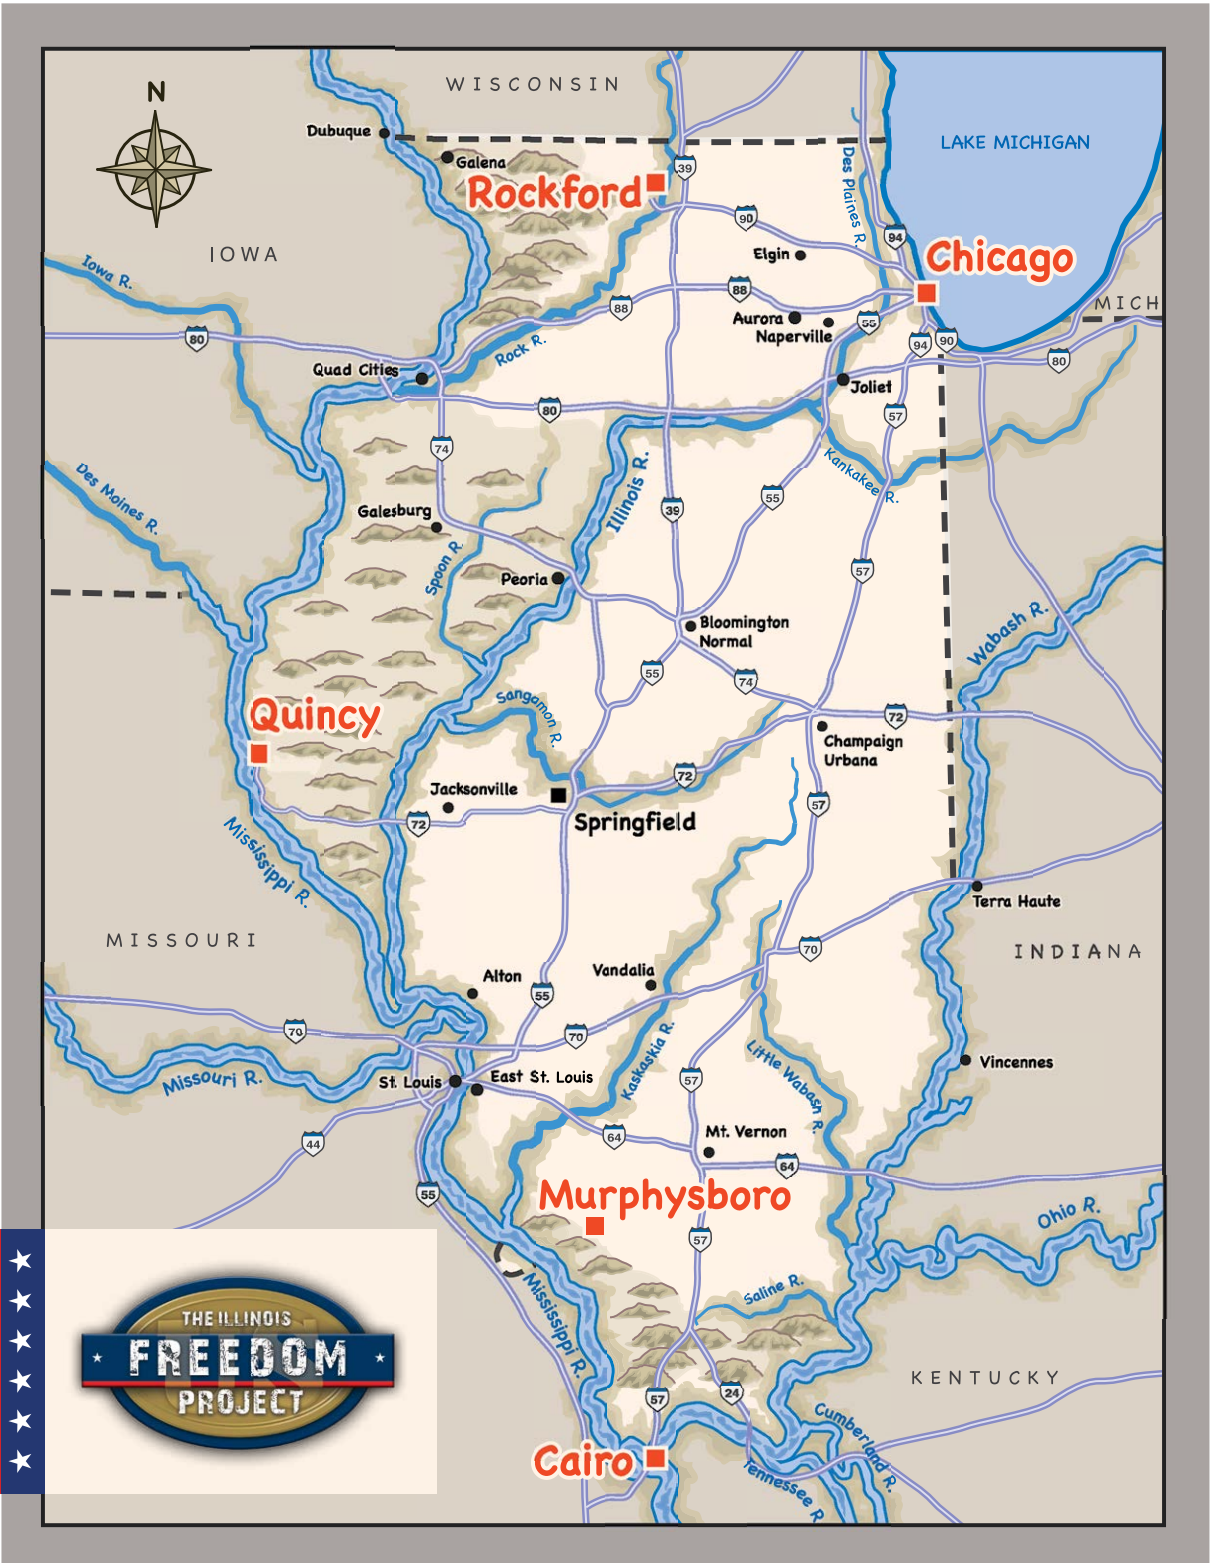 WISCONSIN
N
Dubuque
LAKE MICHIGAN
Galena
39
Rockford
Des Plaines R.
90
94
IOWA
Elgin
Chicago
Iowa R.
88
88
MICH
Aurora
55
Naperville
80
94
90
80
Rock R.
Quad Cities
Joliet
80
57
74
Kankakee R.
Des Moines R.
Illinois R.
55
Galesburg
39
Spoon R.
57
Peoria
Wabash R.
Bloomington
Normal
55
74
Sangamon R.
Quincy
72
Champaign
Urbana
72
Jacksonville
57
72
Springfield
Mississippi R.
Terra Haute
MISSOURI
70
INDIANA
Alton
Vandalia
55
70
70
Kaskaskia R.
Little Wabash R.
Vincennes
Missouri R.
St. Louis
East St. Louis
57
44
64
Mt. Vernon
64
55
Murphysboro
Ohio R.
57
Mississippi R.
Saline R.
THE ILLINOIS
FREEDOM
PROJECT
KENTUCKY
57
24
Cumberland R.
Cairo
Tennessee R